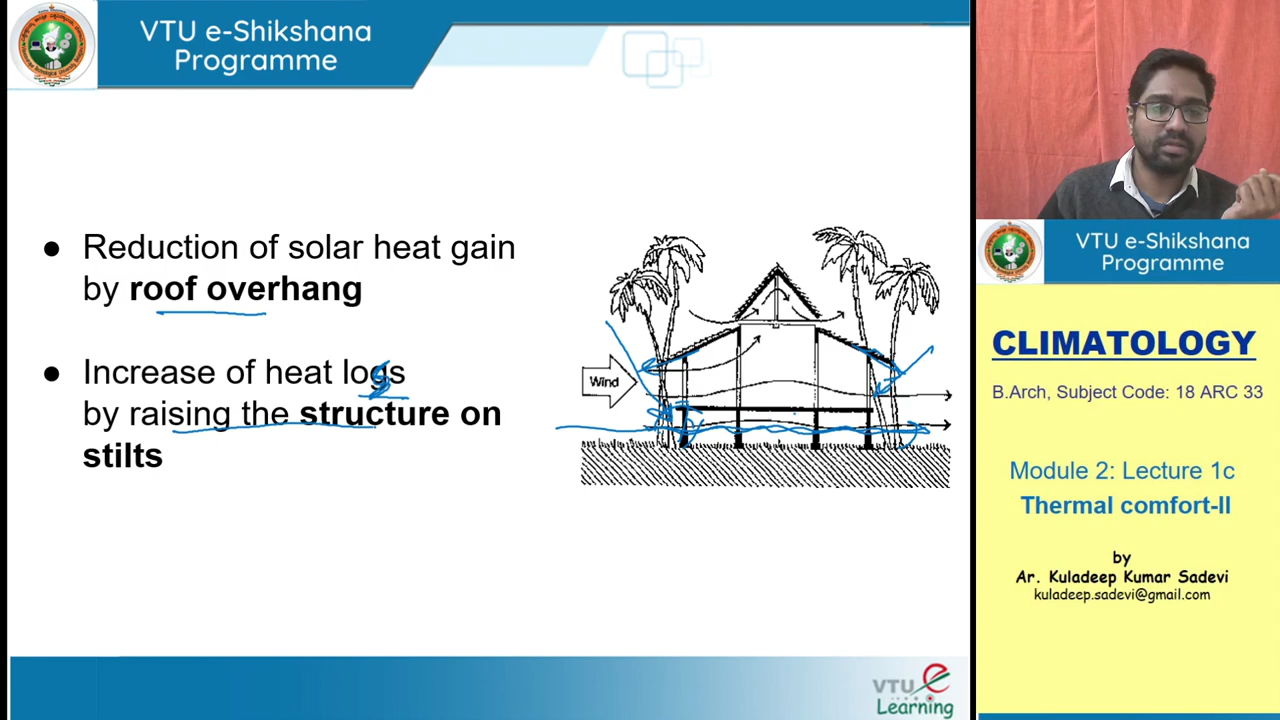 VTU e-Shikshana
Programme
● Reduction of solar heat gain
by roof overhang
● Increase of heat logs
by raising the structure on
stilts
Wind
VTU e
Learning
VTU e-Shikshana
Programme
CLIMATOLOGY
B.Arch, Subject Code: 18 ARC 33
Module 2: Lecture 1c
Thermal comfort-II
by
Ar. Kuladeep Kumar Sadevi
kuladeep.sadevi@gmail.com